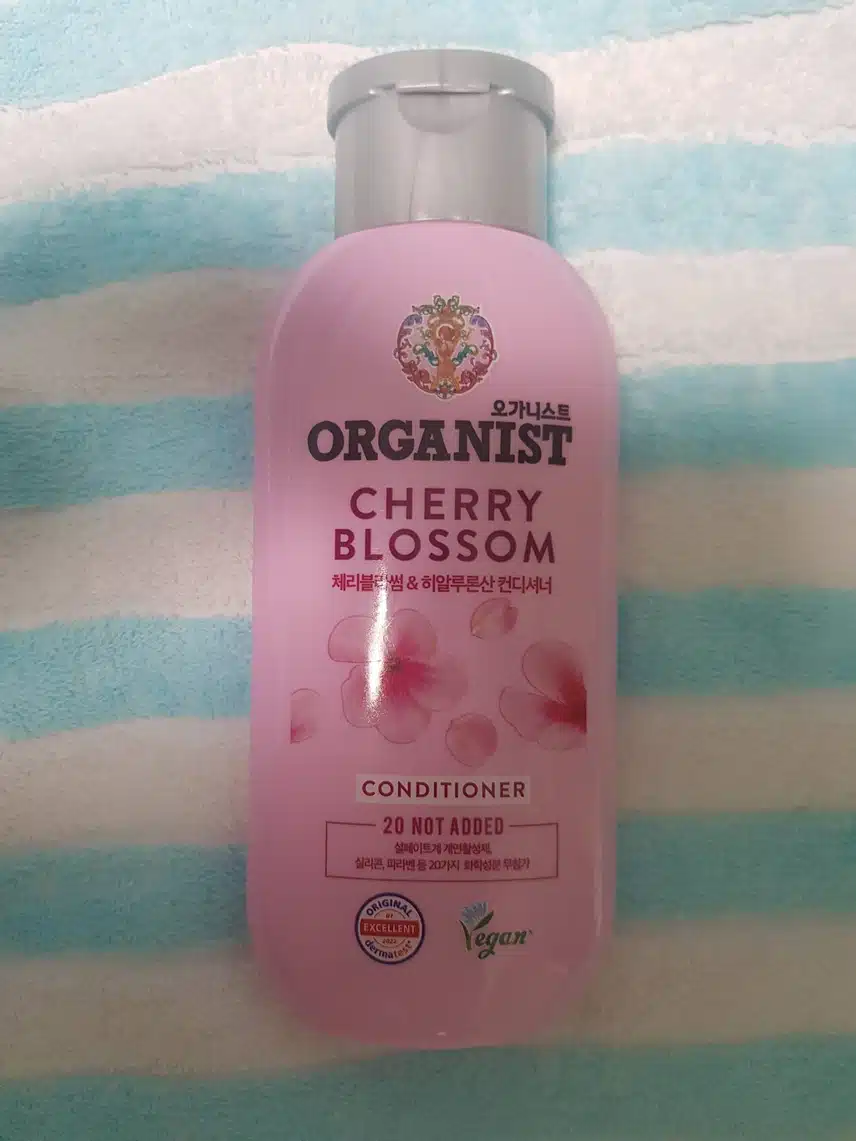 오가니스트
ORGANIST
CHERRY
BLOSSOM
체리블라썸 & 히알루론산 컨디셔너
CONDITIONER
20 NOT ADDED
설페이트계 계면활성제,
실리콘, 파라벤 등 20가지 화학성분 무첨가
ORIGINAL
BY
EXCELLENT
2022
dermatest
Vegan